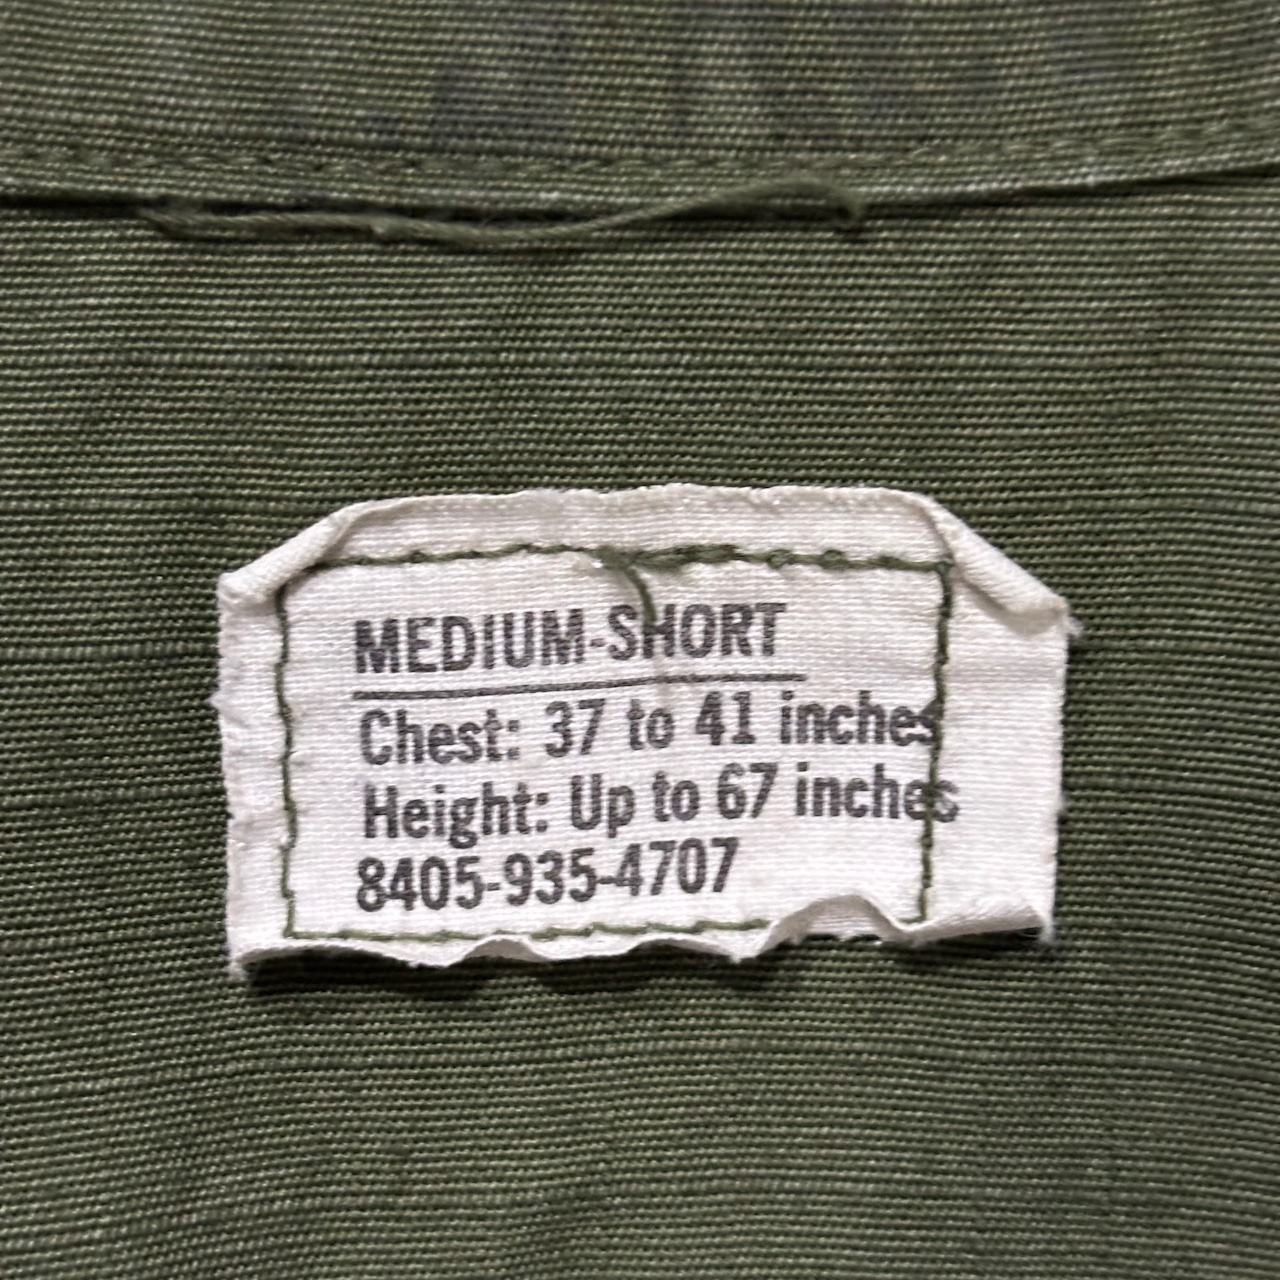 MEDIUM-SHORT
Chest: 37 to 41 inches
Height: Up to 67 inches
8405-935-4707